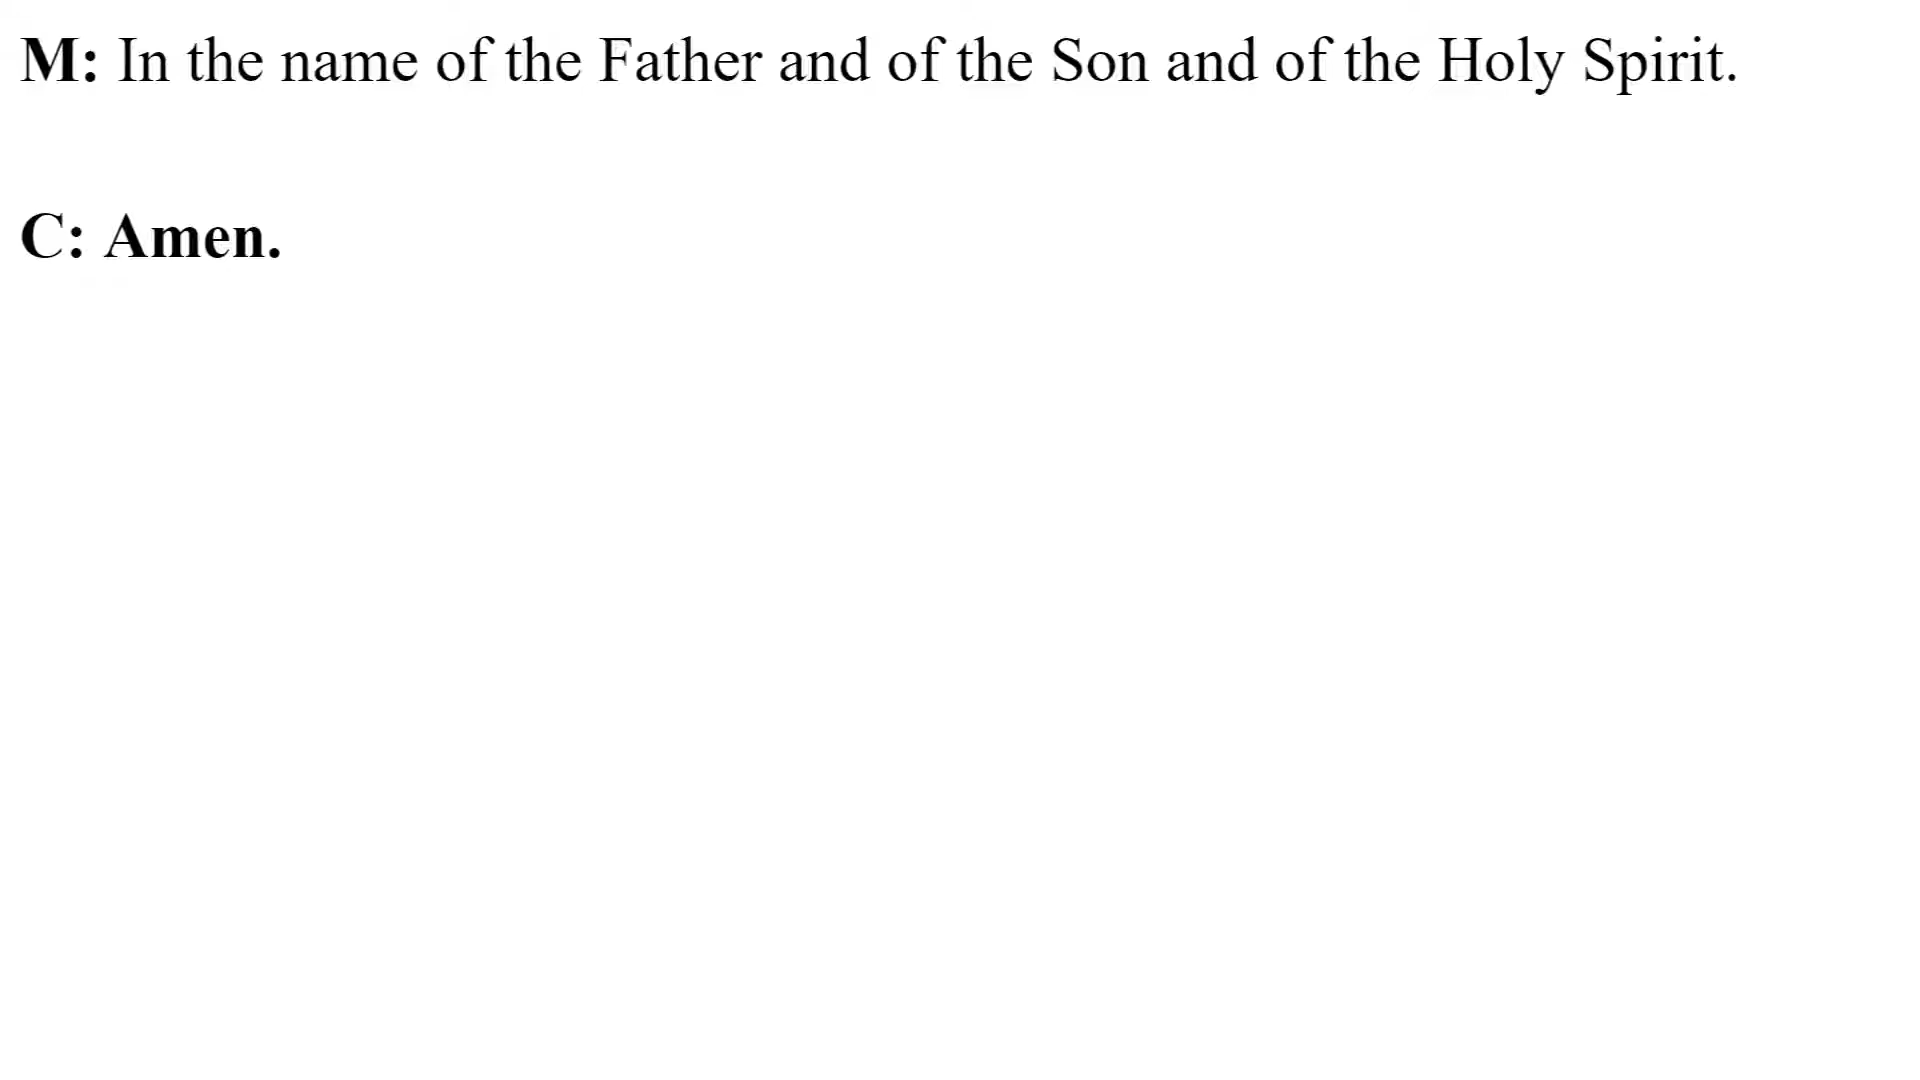 M: In the name of the Father and of the Son and of the Holy Spirit.
C: Amen.